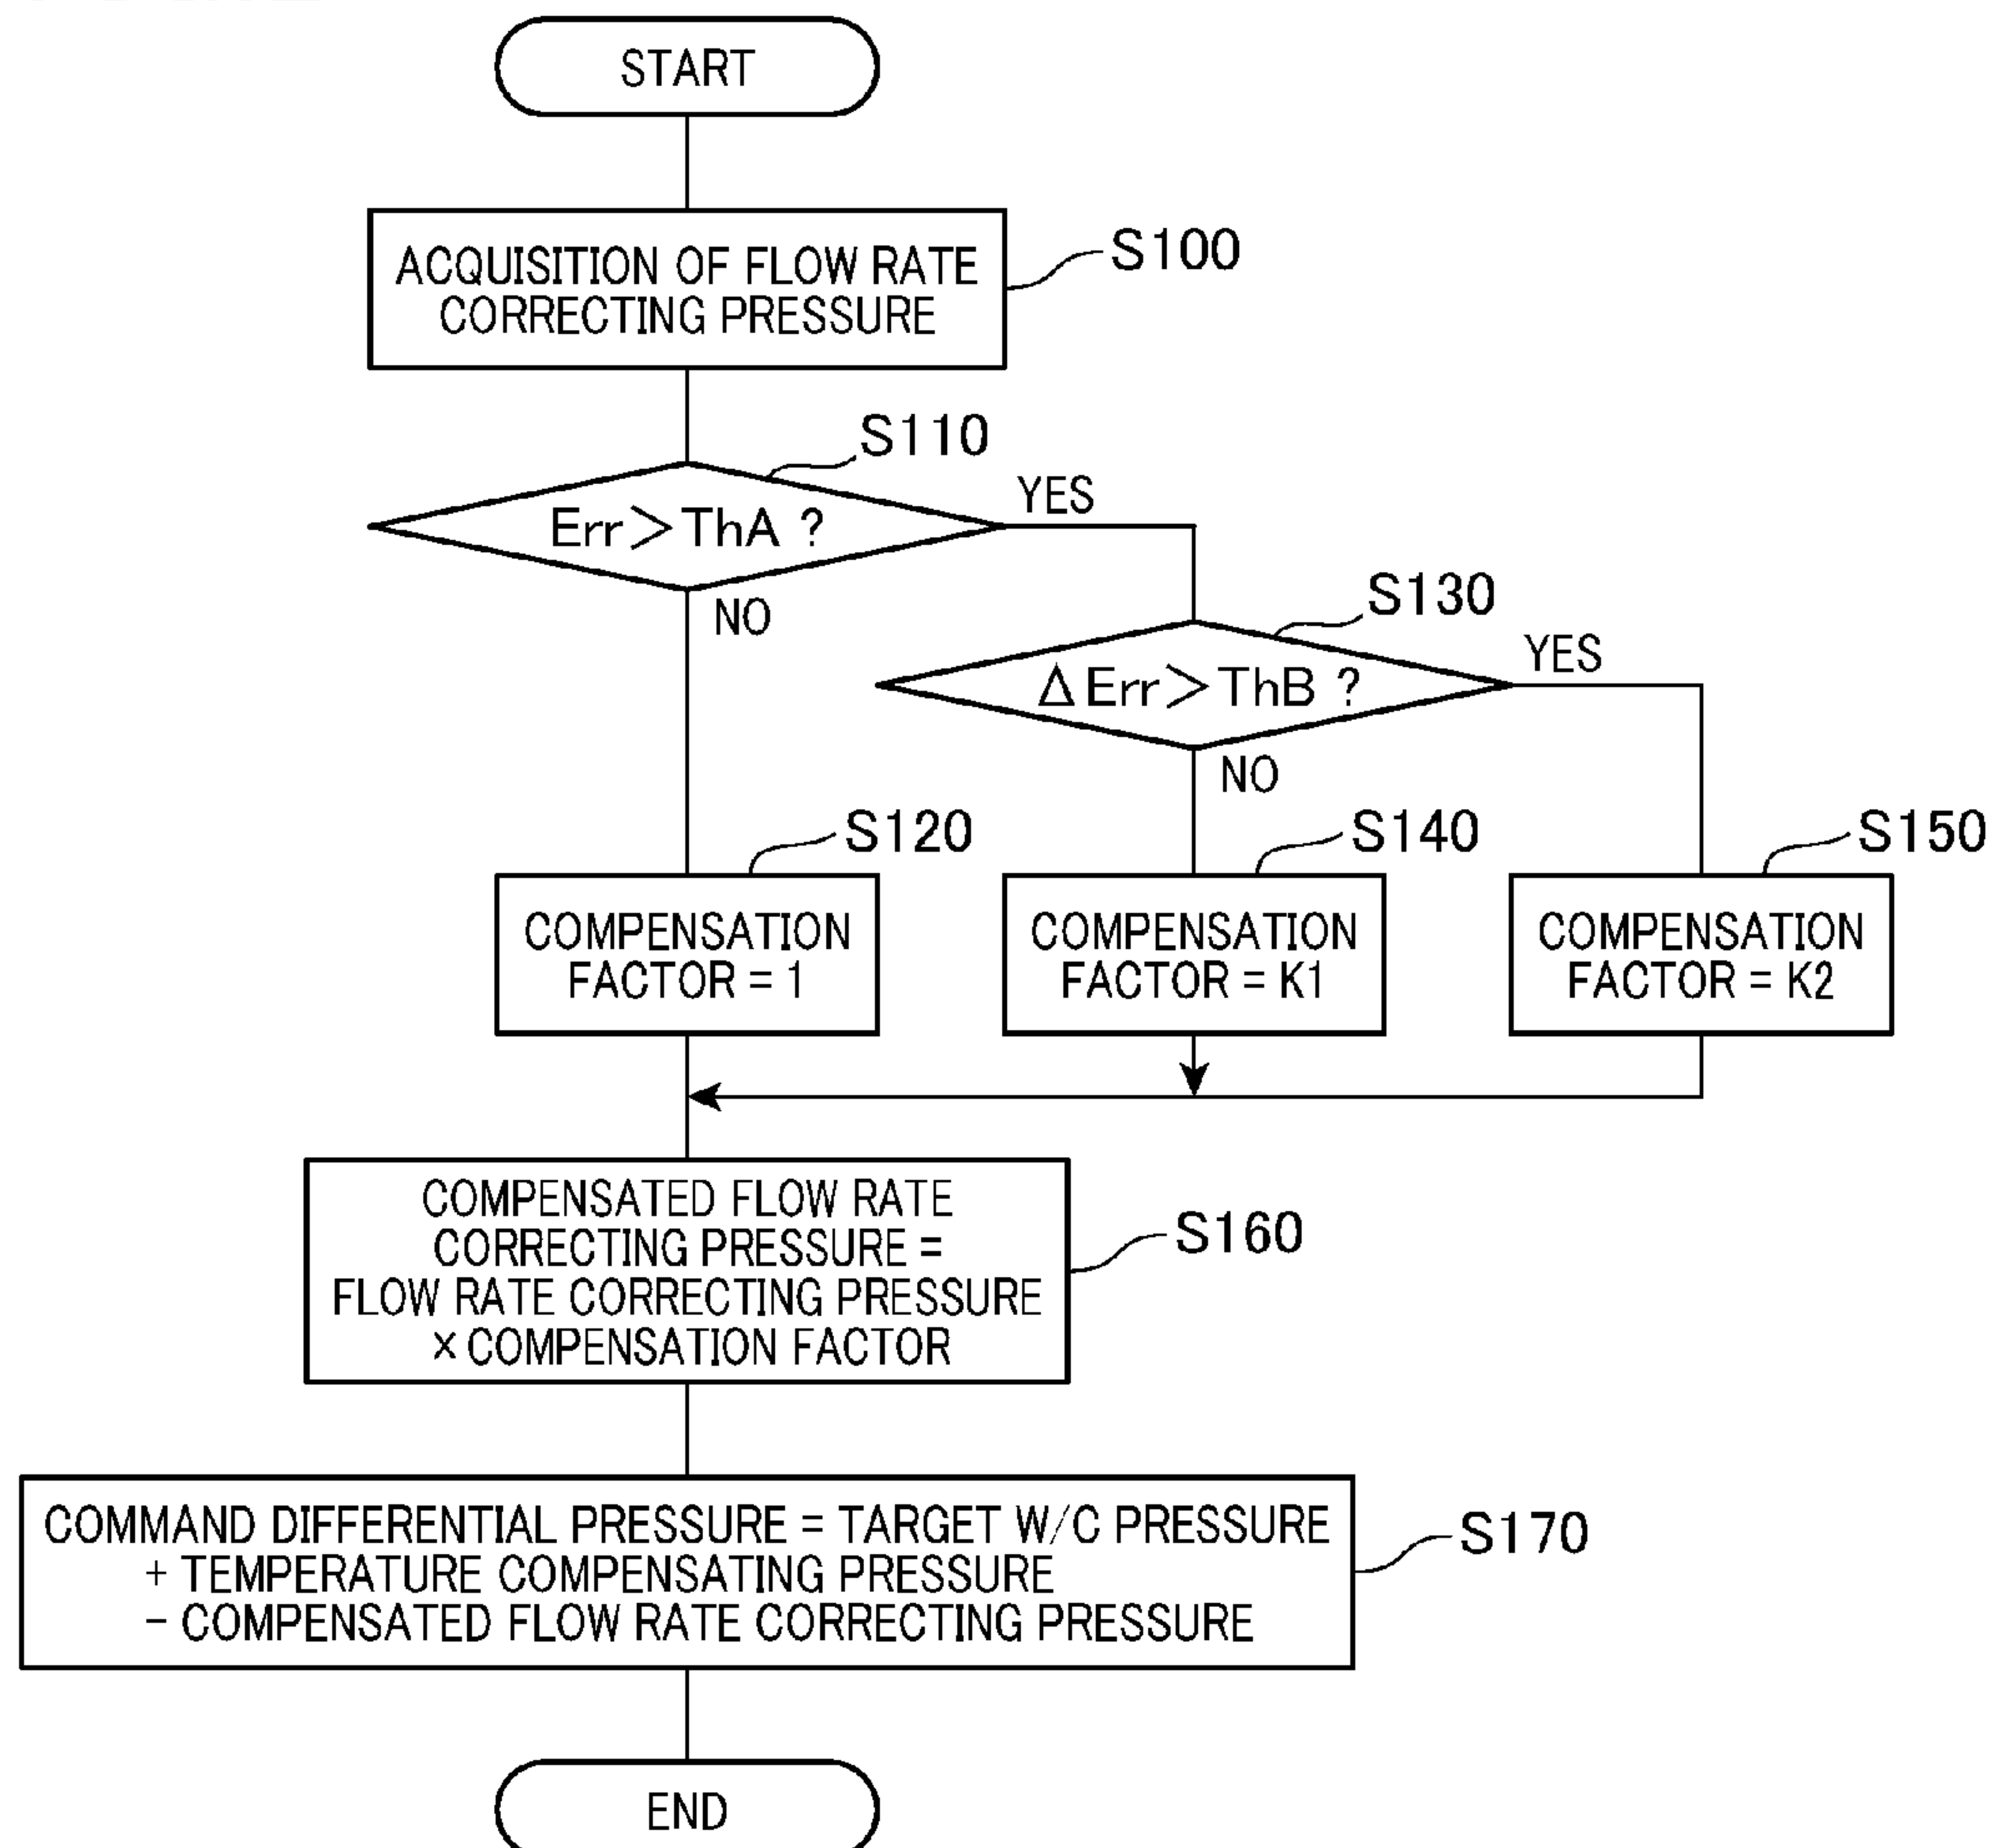 START
ACQUISITION OF FLOW RATE
CORRECTING PRESSURE
S100
S110
Err＞ThA ?
YES
NO
S130
ΔErr＞ThB ?
YES
NO
S120
COMPENSATION
FACTOR = 1
S140
COMPENSATION
FACTOR = K1
S150
COMPENSATION
FACTOR = K2
COMPENSATED FLOW RATE
CORRECTING PRESSURE =
FLOW RATE CORRECTING PRESSURE
× COMPENSATION FACTOR
S160
COMMAND DIFFERENTIAL PRESSURE = TARGET W/C PRESSURE
+ TEMPERATURE COMPENSATING PRESSURE
− COMPENSATED FLOW RATE CORRECTING PRESSURE
S170
END